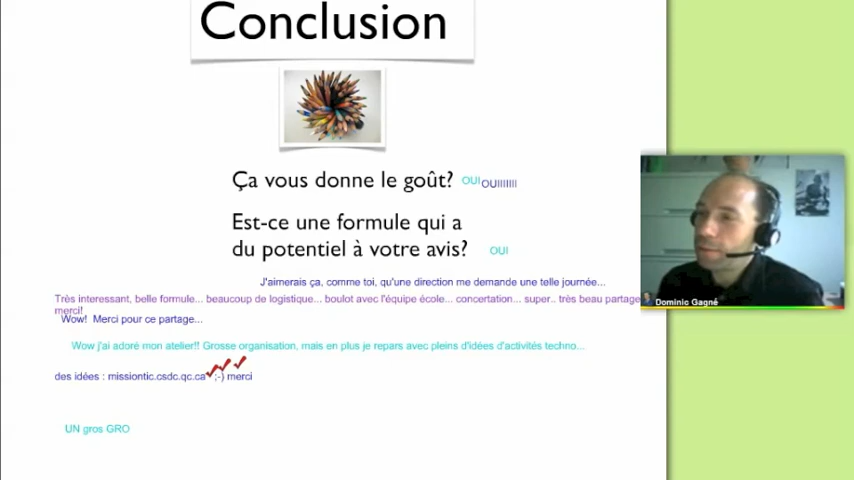 Conclusion
Ça vous donne le goût? OUI OUIIIIIIII
Est-ce une formule qui a
du potentiel à votre avis? OUI
J'aimerais ça, comme toi, qu'une direction me demande une telle journée...
Très interessant, belle formule... beaucoup de logistique... boulot avec l'équipe école... concertation... super.. très beau partage
merci!
Wow! Merci pour ce partage...
Dominic Gagné
Wow j'ai adoré mon atelier!! Grosse organisation, mais en plus je repars avec pleins d'idées d'activités techno...
des idées : missiontic.csdc.qc.ca ;-) merci
UN gros GRO